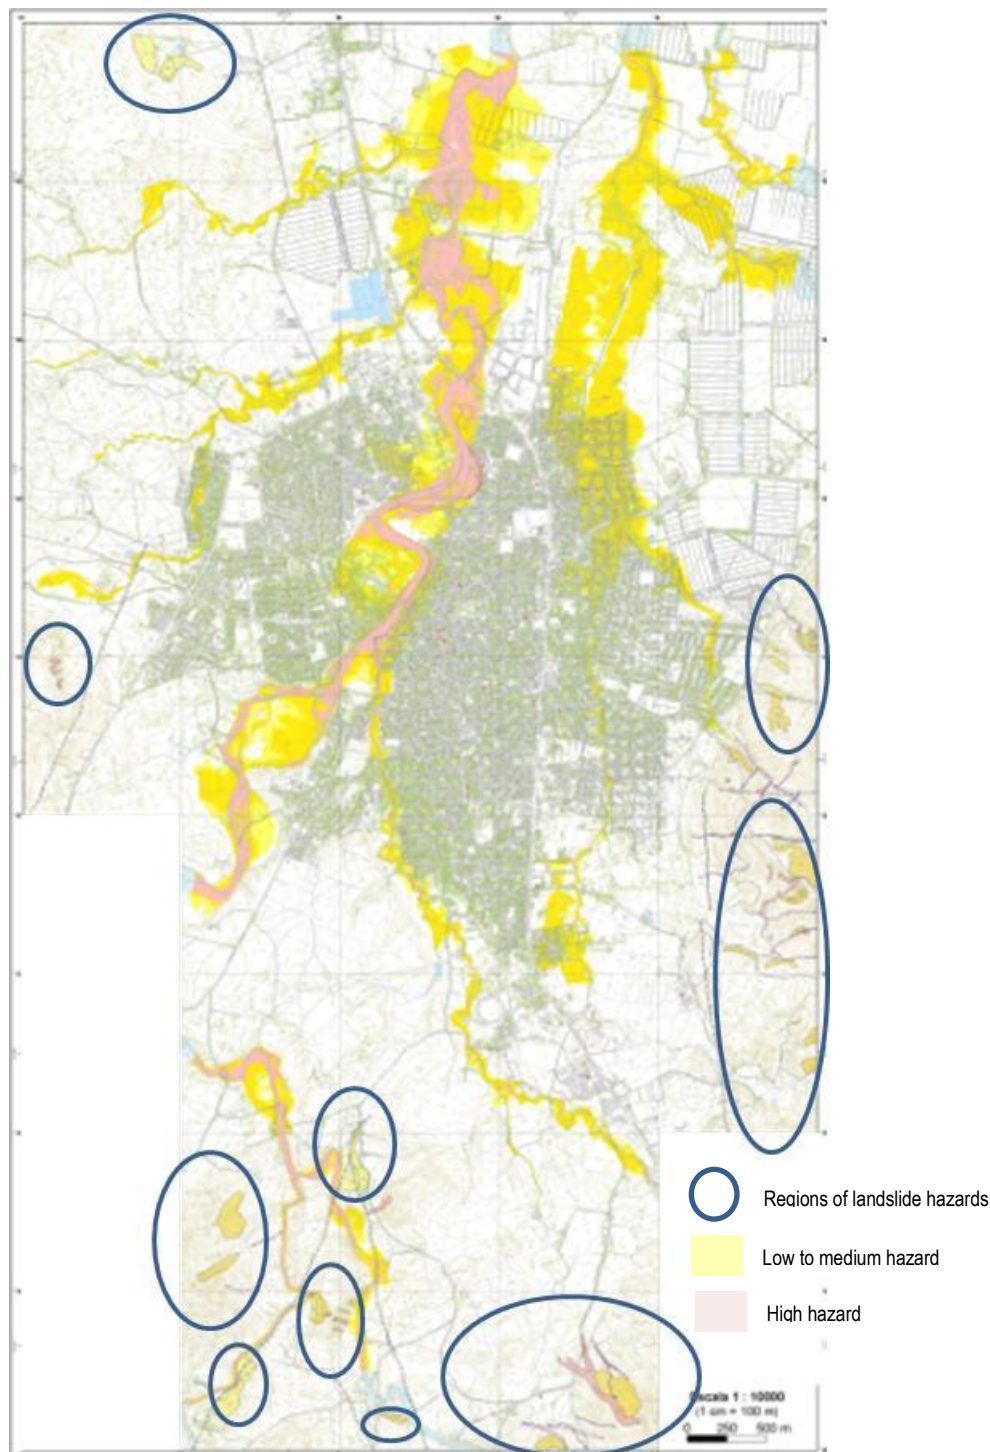 Regions of landslide hazards
Low to medium hazard
High hazard
Escala 1 : 10000
(1 cm = 100 m)
0 250 500 m